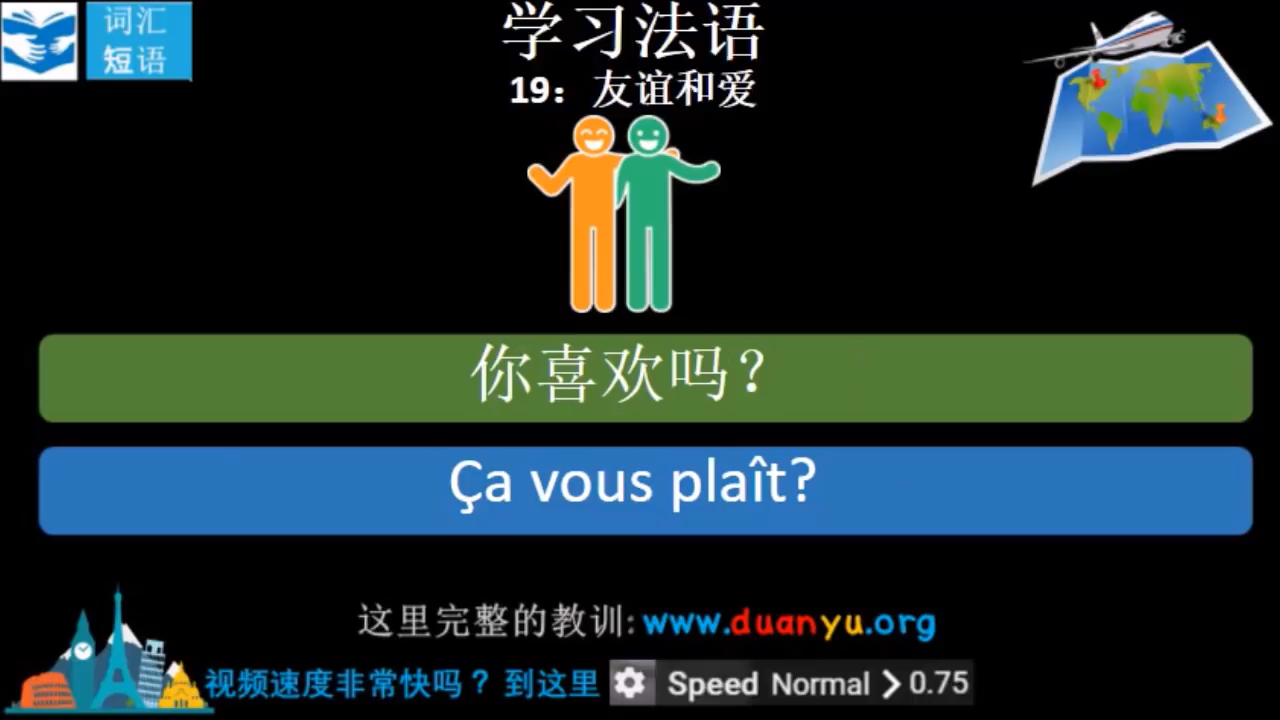 词汇
短语
学习法语
19：友谊和爱
你喜欢吗？
Ça vous plaît?
这里完整的教训: www.duanyu.org
视频速度非常快吗？ 到这里 Speed Normal > 0.75